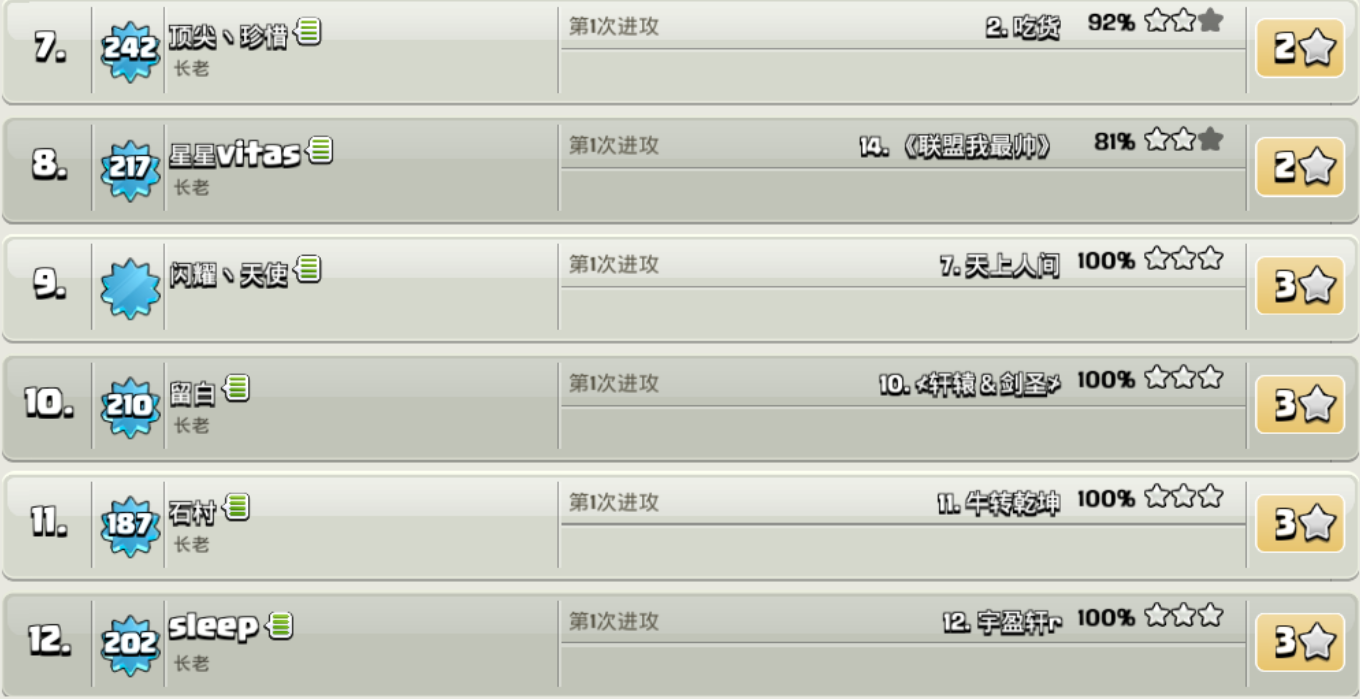 7.
242
顶尖丶珍惜
长老
第1次进攻
2. 吃货 92%
2
8.
217
星星vitas
长老
第1次进攻
14. 《联盟我最帅》 81%
2
9.
闪耀丶天使
第1次进攻
7. 天上人间 100%
3
10.
210
留白
长老
第1次进攻
10. ≮轩辕＆剑圣≯ 100%
3
11.
187
石村
长老
第1次进攻
11. 牛转乾坤 100%
3
12.
202
sleep
长老
第1次进攻
12. 宇盈轩r 100%
3